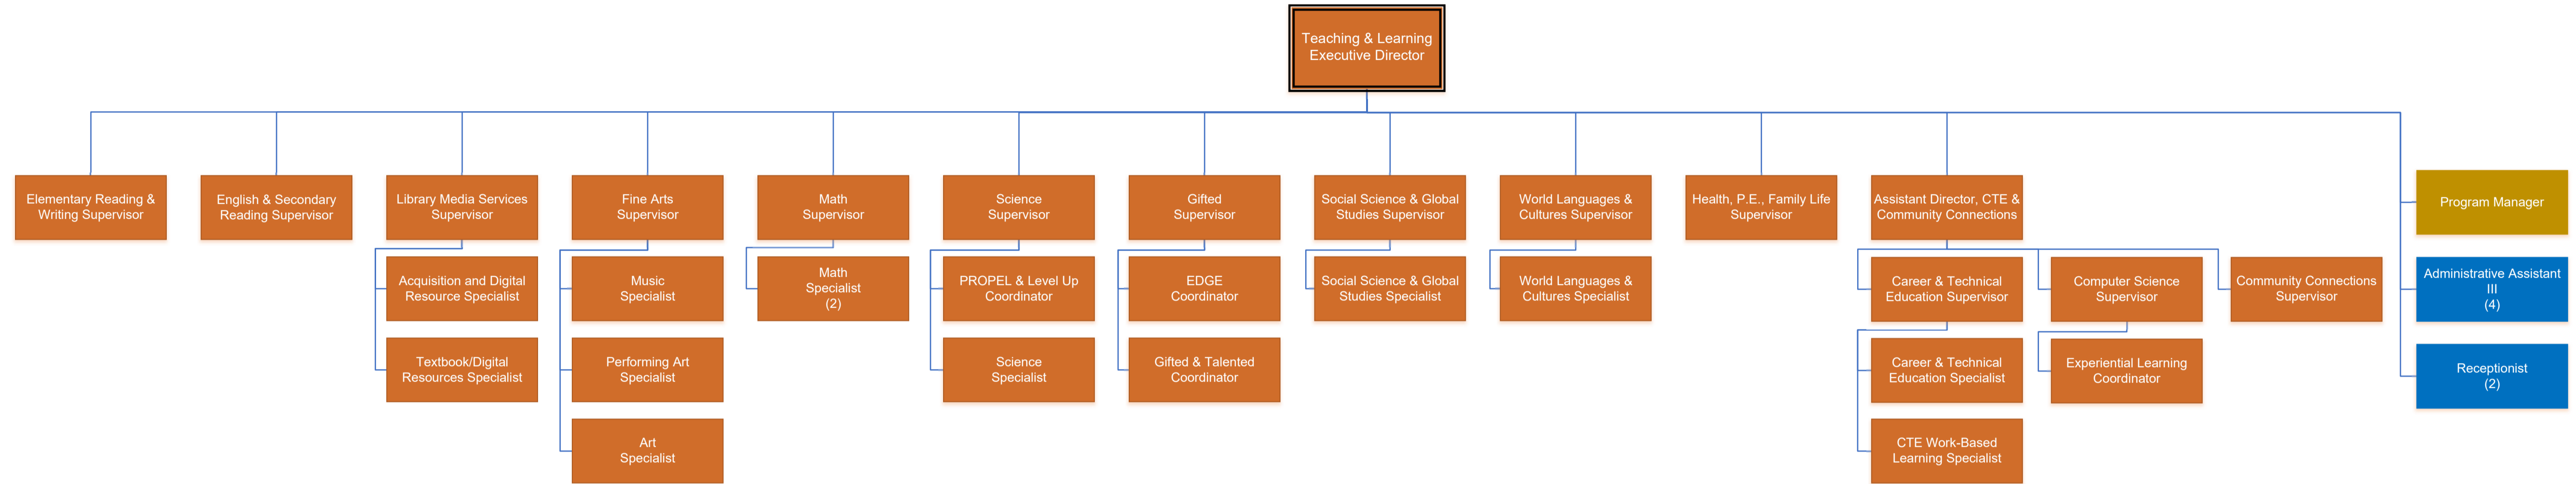 Teaching & Learning
Executive Director
Elementary Reading &
Writing Supervisor
English & Secondary
Reading Supervisor
Library Media Services
Supervisor
Fine Arts
Supervisor
Math
Supervisor
Science
Supervisor
Gifted
Supervisor
Social Science & Global
Studies Supervisor
World Languages &
Cultures Supervisor
Health, P.E., Family Life
Supervisor
Assistant Director, CTE &
Community Connections
Program Manager
Acquisition and Digital
Resource Specialist
Music
Specialist
Math
Specialist
(2)
PROPEL & Level Up
Coordinator
EDGE
Coordinator
Social Science & Global
Studies Specialist
World Languages &
Cultures Specialist
Career & Technical
Education Supervisor
Computer Science
Supervisor
Community Connections
Supervisor
Administrative Assistant
III
(4)
Textbook/Digital
Resources Specialist
Performing Art
Specialist
Science
Specialist
Gifted & Talented
Coordinator
Career & Technical
Education Specialist
Experiential Learning
Coordinator
Receptionist
(2)
Art
Specialist
CTE Work-Based
Learning Specialist